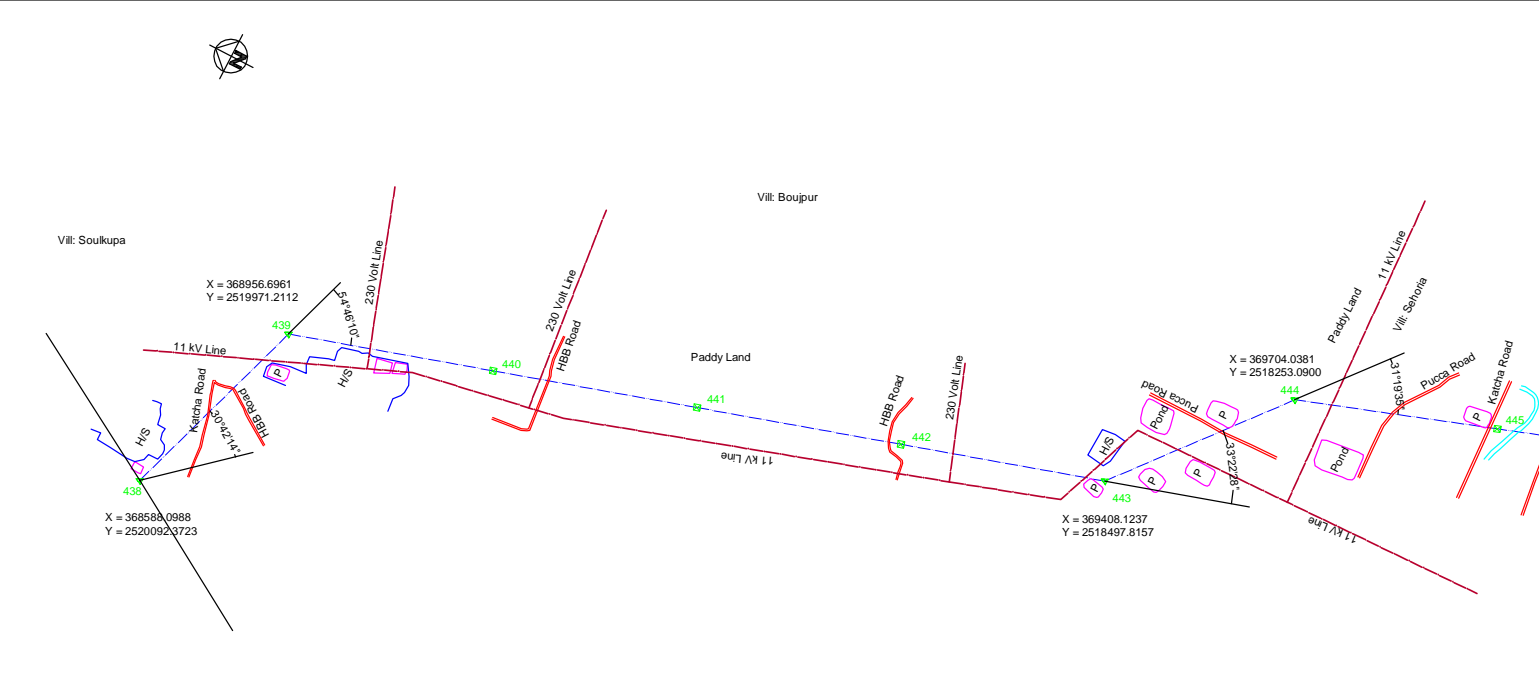 N
Vill: Boujpur
Vill: Soulkupa
X = 368956.6961
Y = 2519971.2112
439
54°46'10"
230 Volt Line
230 Volt Line
HBB Road
11 kV Line
P
H/S
440
Paddy Land
441
Katcha Road
HBB Road
30°42'14"
H/S
438
X = 368588.0988
Y = 2520092.3723
11 kV Line
HBB Road
442
230 Volt Line
H/S
P
443
X = 369408.1237
Y = 2518497.8157
Pucca Road
Pond
P
P
P
33°22'28"
X = 369704.0381
Y = 2518253.0900
444
Paddy Land
11 kV Line
Vill: Sehoria
31°19'35"
Pucca Road
Pond
11 kV Line
Katcha Road
P
445